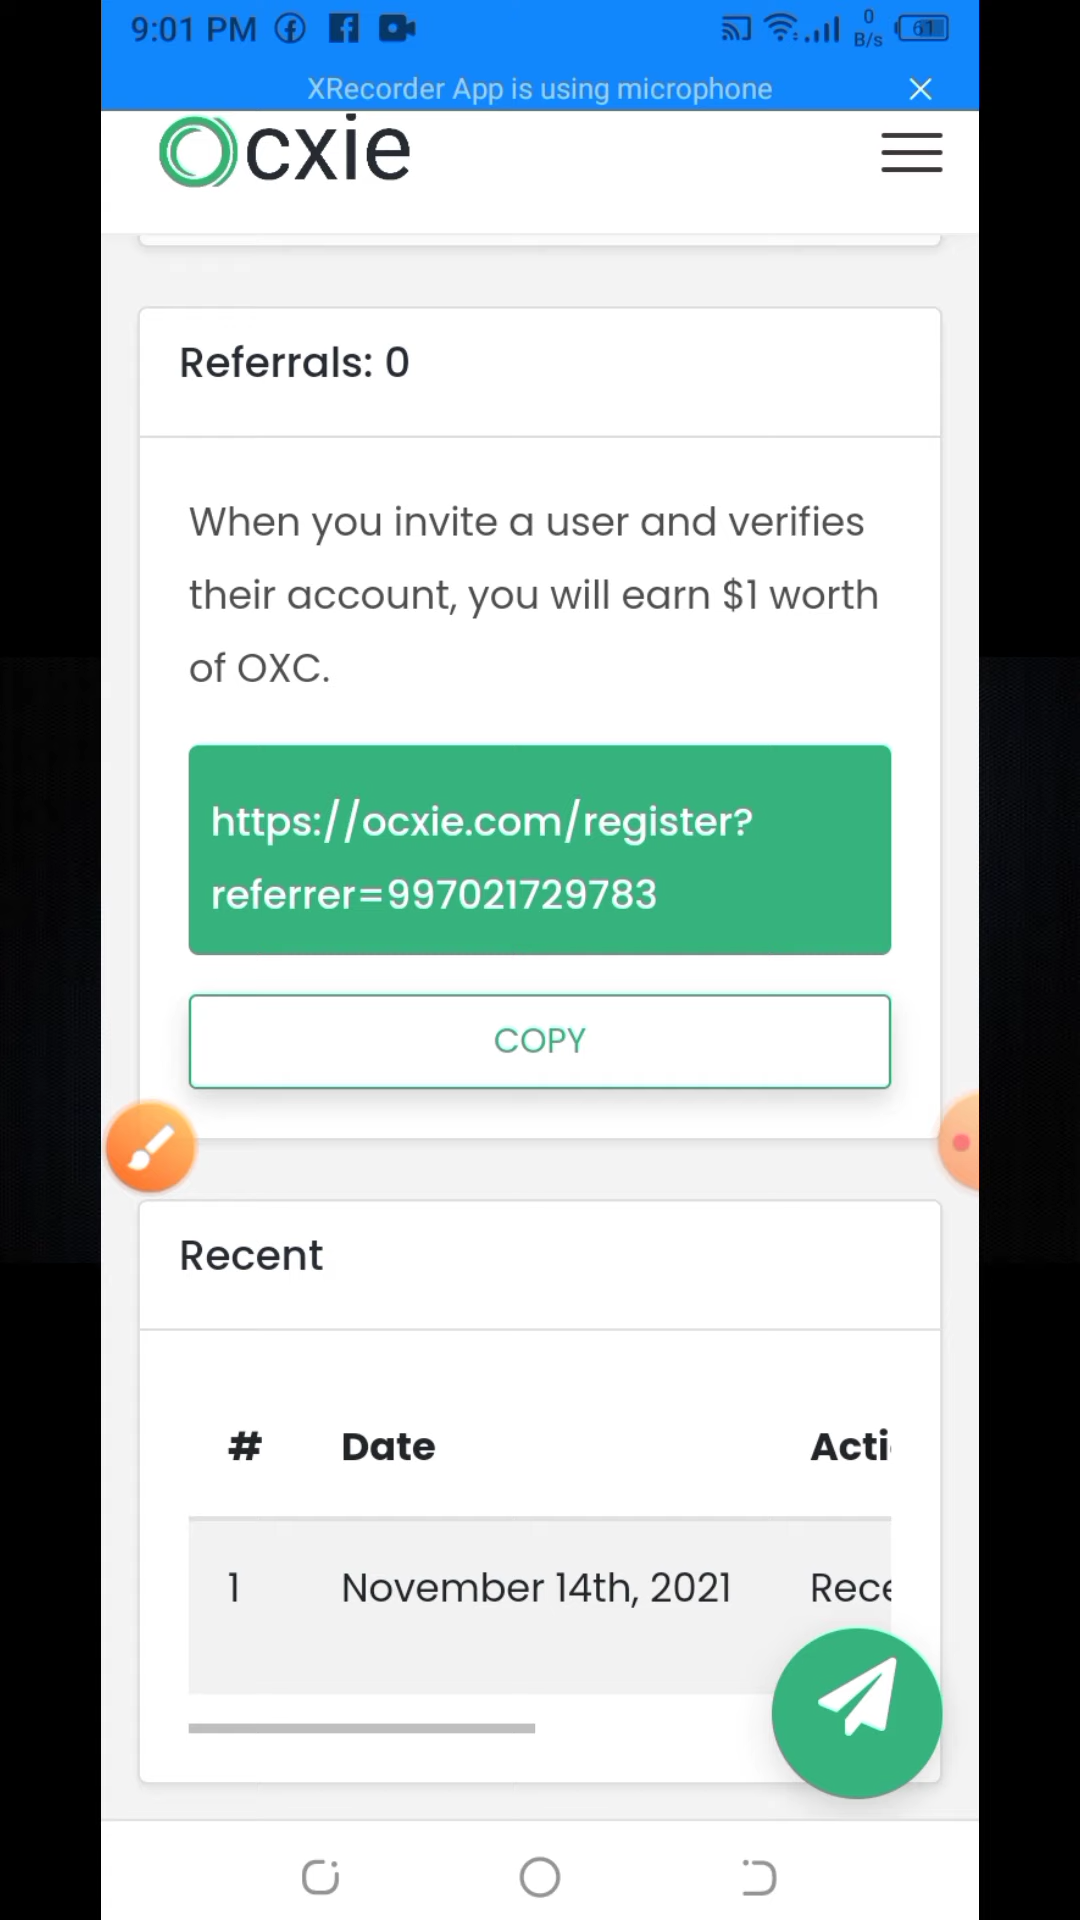 9:01 PM
0
B/s
61
XRecorder App is using microphone
Ocxie
Referrals: 0
When you invite a user and verifies
their account, you will earn $1 worth
of OXC.
https://ocxie.com/register?
referrer=997021729783
COPY
Recent
# Date Acti
1 November 14th, 2021 Rece